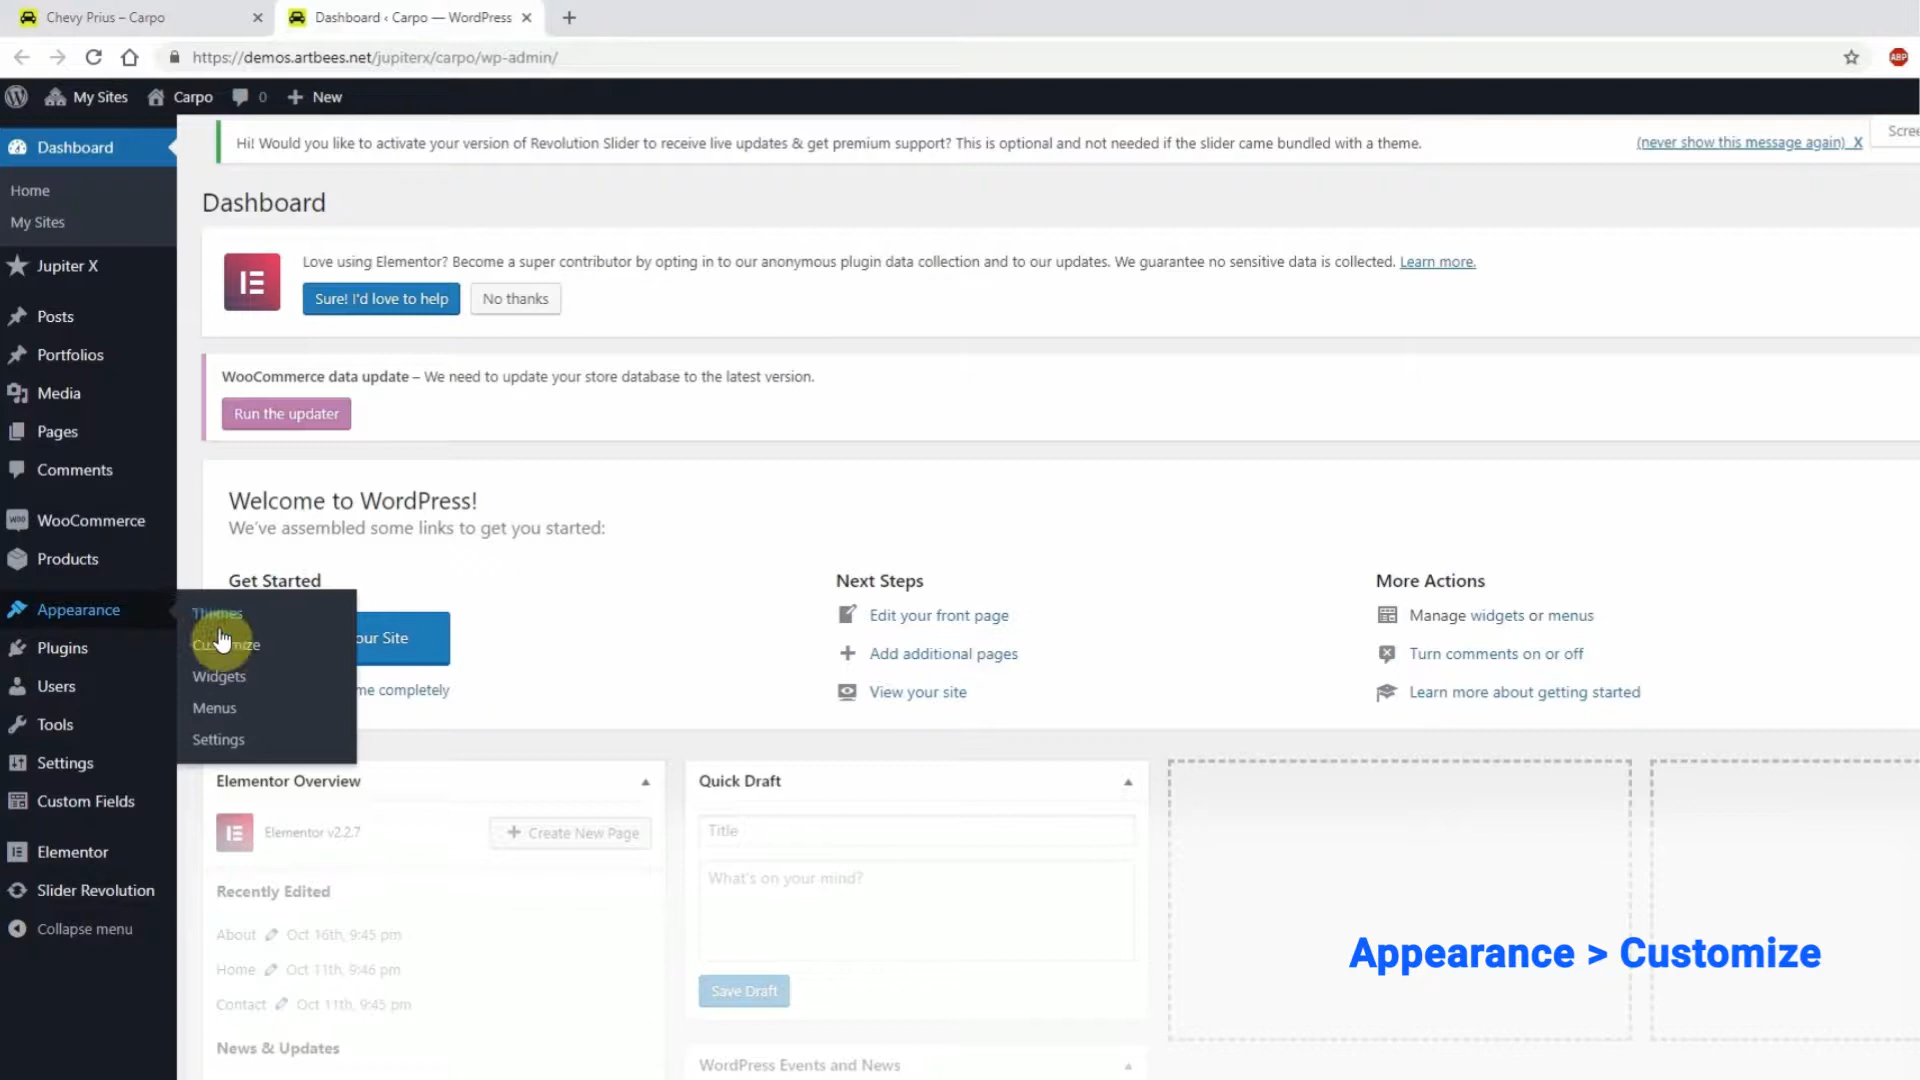 Chevy Prius – Carpo
Dashboard ‹ Carpo — WordPress
https://demos.artbees.net/jupiterx/carpo/wp-admin/
ABP
My Sites
Carpo
0
New
Dashboard
Home
My Sites
Jupiter X
Posts
Portfolios
Media
Pages
Comments
WooCommerce
Products
Appearance
Plugins
Users
Tools
Settings
Custom Fields
Elementor
Slider Revolution
Collapse menu
Themes
Customize
Widgets
Menus
Settings
Hi! Would you like to activate your version of Revolution Slider to receive live updates & get premium support? This is optional and not needed if the slider came bundled with a theme.
(never show this message again) X
Scre
Dashboard
Love using Elementor? Become a super contributor by opting in to our anonymous plugin data collection and to our updates. We guarantee no sensitive data is collected. Learn more.
Sure! I'd love to help
No thanks
WooCommerce data update – We need to update your store database to the latest version.
Run the updater
Welcome to WordPress!
We've assembled some links to get you started:
Get Started
our Site
me completely
Next Steps
Edit your front page
Add additional pages
View your site
More Actions
Manage widgets or menus
Turn comments on or off
Learn more about getting started
Elementor Overview
Elementor v2.2.7
Create New Page
Recently Edited
About Oct 16th, 9:45 pm
Home Oct 11th, 9:46 pm
Contact Oct 11th, 9:45 pm
News & Updates
Quick Draft
Title
What's on your mind?
Save Draft
WordPress Events and News
Appearance > Customize